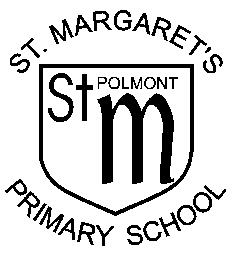 ST. MARGARET'S
St POLMONT
m
PRIMARY SCHOOL